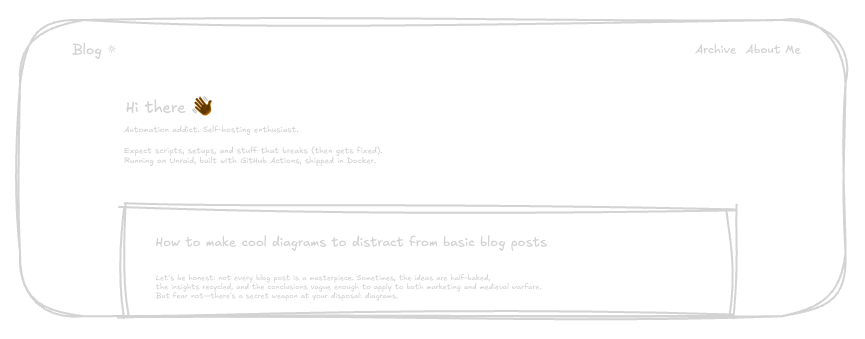 Blog ☼
Archive About Me
Hi there 👋
Automation addict. Self-hosting enthusiast.
Expect scripts, setups, and stuff that breaks (then gets fixed).
Running on Unraid, built with GitHub Actions, shipped in Docker.
How to make cool diagrams to distract from basic blog posts
Let's be honest: not every blog post is a masterpiece. Sometimes, the ideas are half-baked,
the insights recycled, and the conclusions vague enough to apply to both marketing and medieval warfare.
But fear not—there's a secret weapon at your disposal: diagrams.